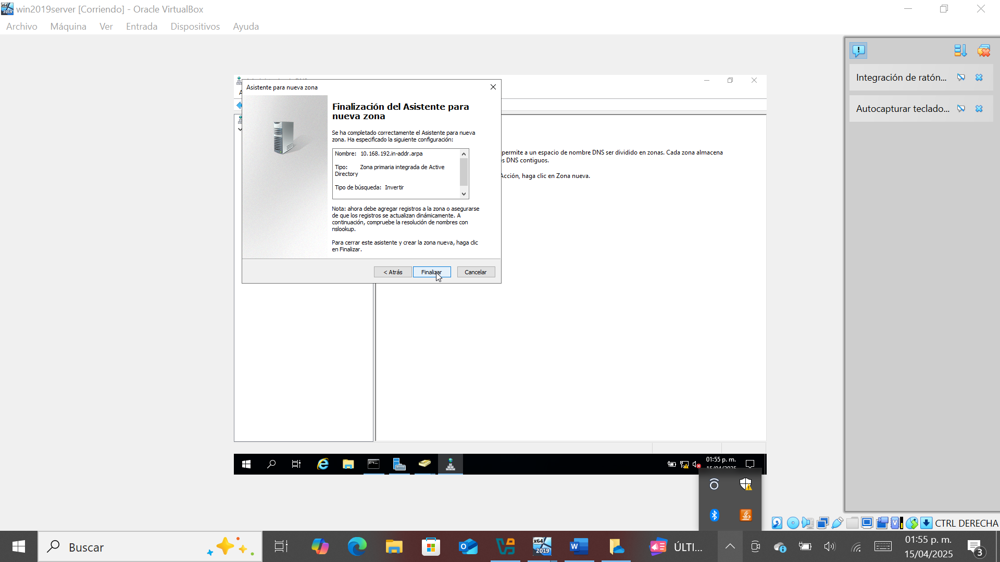 win2019server [Corriendo] - Oracle VirtualBox
Archivo Máquina Ver Entrada Dispositivos Ayuda
Integración de ratón...
Autocapturar teclado...
Asistente para nueva zona
Finalización del Asistente para
nueva zona
Se ha completado correctamente el Asistente para nueva
zona. Ha especificado la siguiente configuración:
Nombre: 10.168.192.in-addr.arpa
Tipo: Zona primaria integrada de Active
Directory
Tipo de búsqueda: Invertir
Nota: ahora debe agregar registros a la zona o asegurarse
de que los registros se actualizan dinámicamente. A
continuación, compruebe la resolución de nombres con
nslookup.
Para cerrar este asistente y crear la zona nueva, haga clic
en Finalizar.
< Atrás Finalizar Cancelar
permite a un espacio de nombre DNS ser dividido en zonas. Cada zona almacena
s DNS contiguos.
Acción, haga clic en Zona nueva.
01:55 p. m.
15/04/2025
CTRL DERECHA
Buscar
x64
2019
W
ÚLTI...
01:55 p. m.
15/04/2025
3